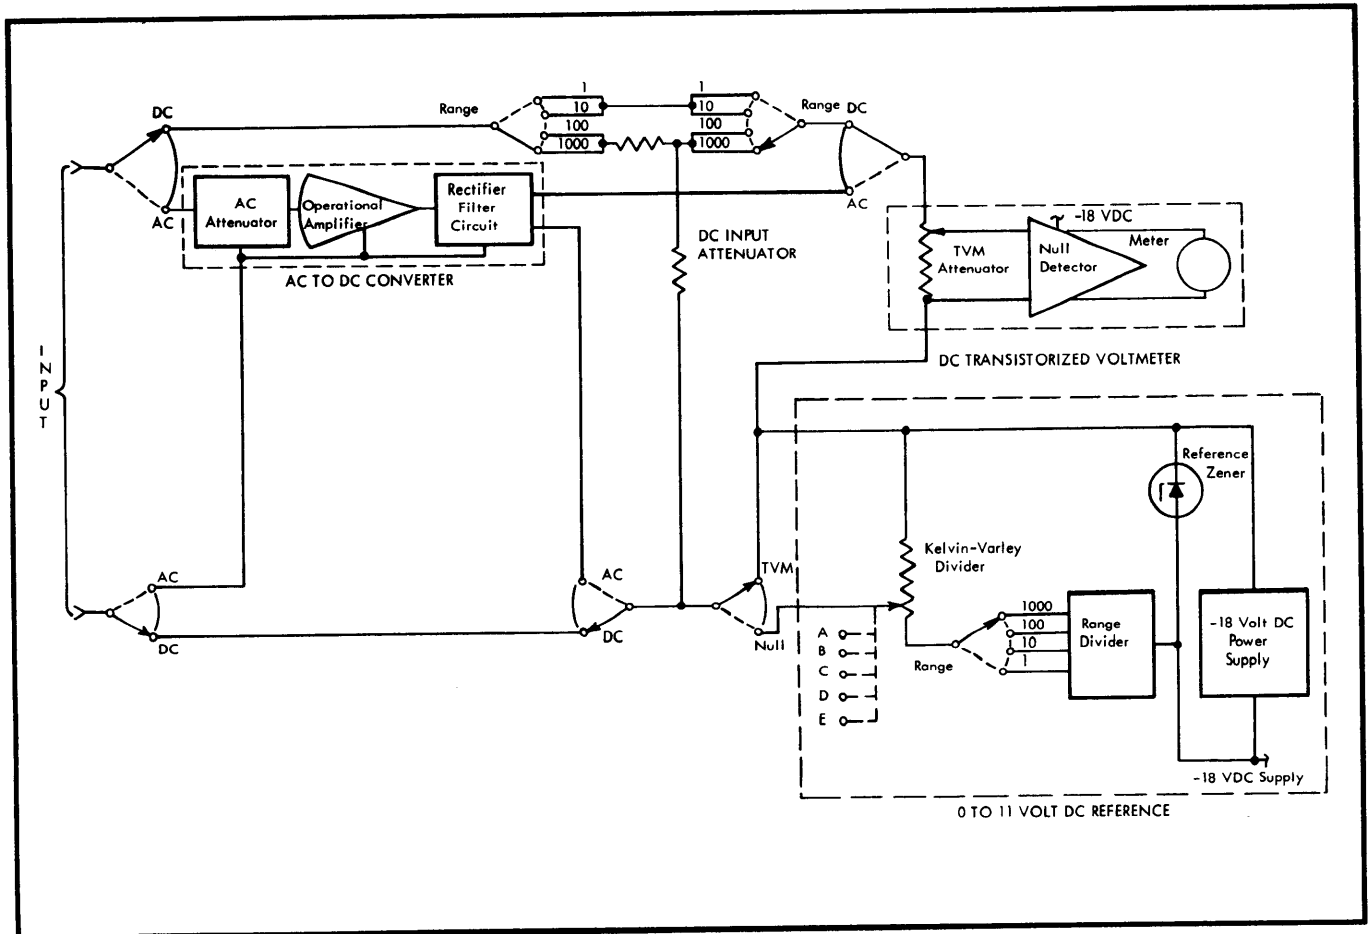 DC
Range
1
10
100
1000
1
10
100
1000
Range
DC
AC
AC
Attenuator
Operational
Amplifier
Rectifier
Filter
Circuit
AC
AC TO DC CONVERTER
DC INPUT
ATTENUATOR
-18 VDC
TVM
Attenuator
Null
Detector
Meter
DC TRANSISTORIZED VOLTMETER
INPUT
Reference
Zener
Kelvin-Varley
Divider
AC
DC
AC
DC
TVM
Null
A
B
C
D
E
Range
1000
100
10
1
Range
Divider
-18 Volt DC
Power
Supply
-18 VDC Supply
0 TO 11 VOLT DC REFERENCE